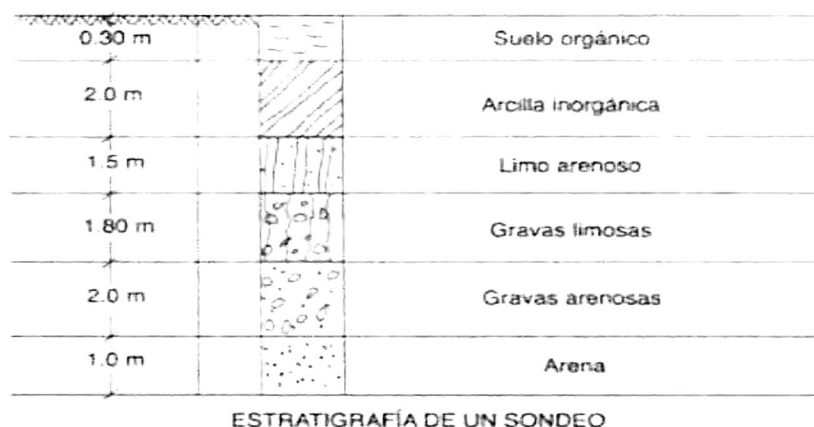 0.30 m Suelo orgánico
2.0 m Arcilla inorgánica
1.5 m Limo arenoso
1.80 m Gravas limosas
2.0 m Gravas arenosas
1.0 m Arena
ESTRATIGRAFÍA DE UN SONDEO